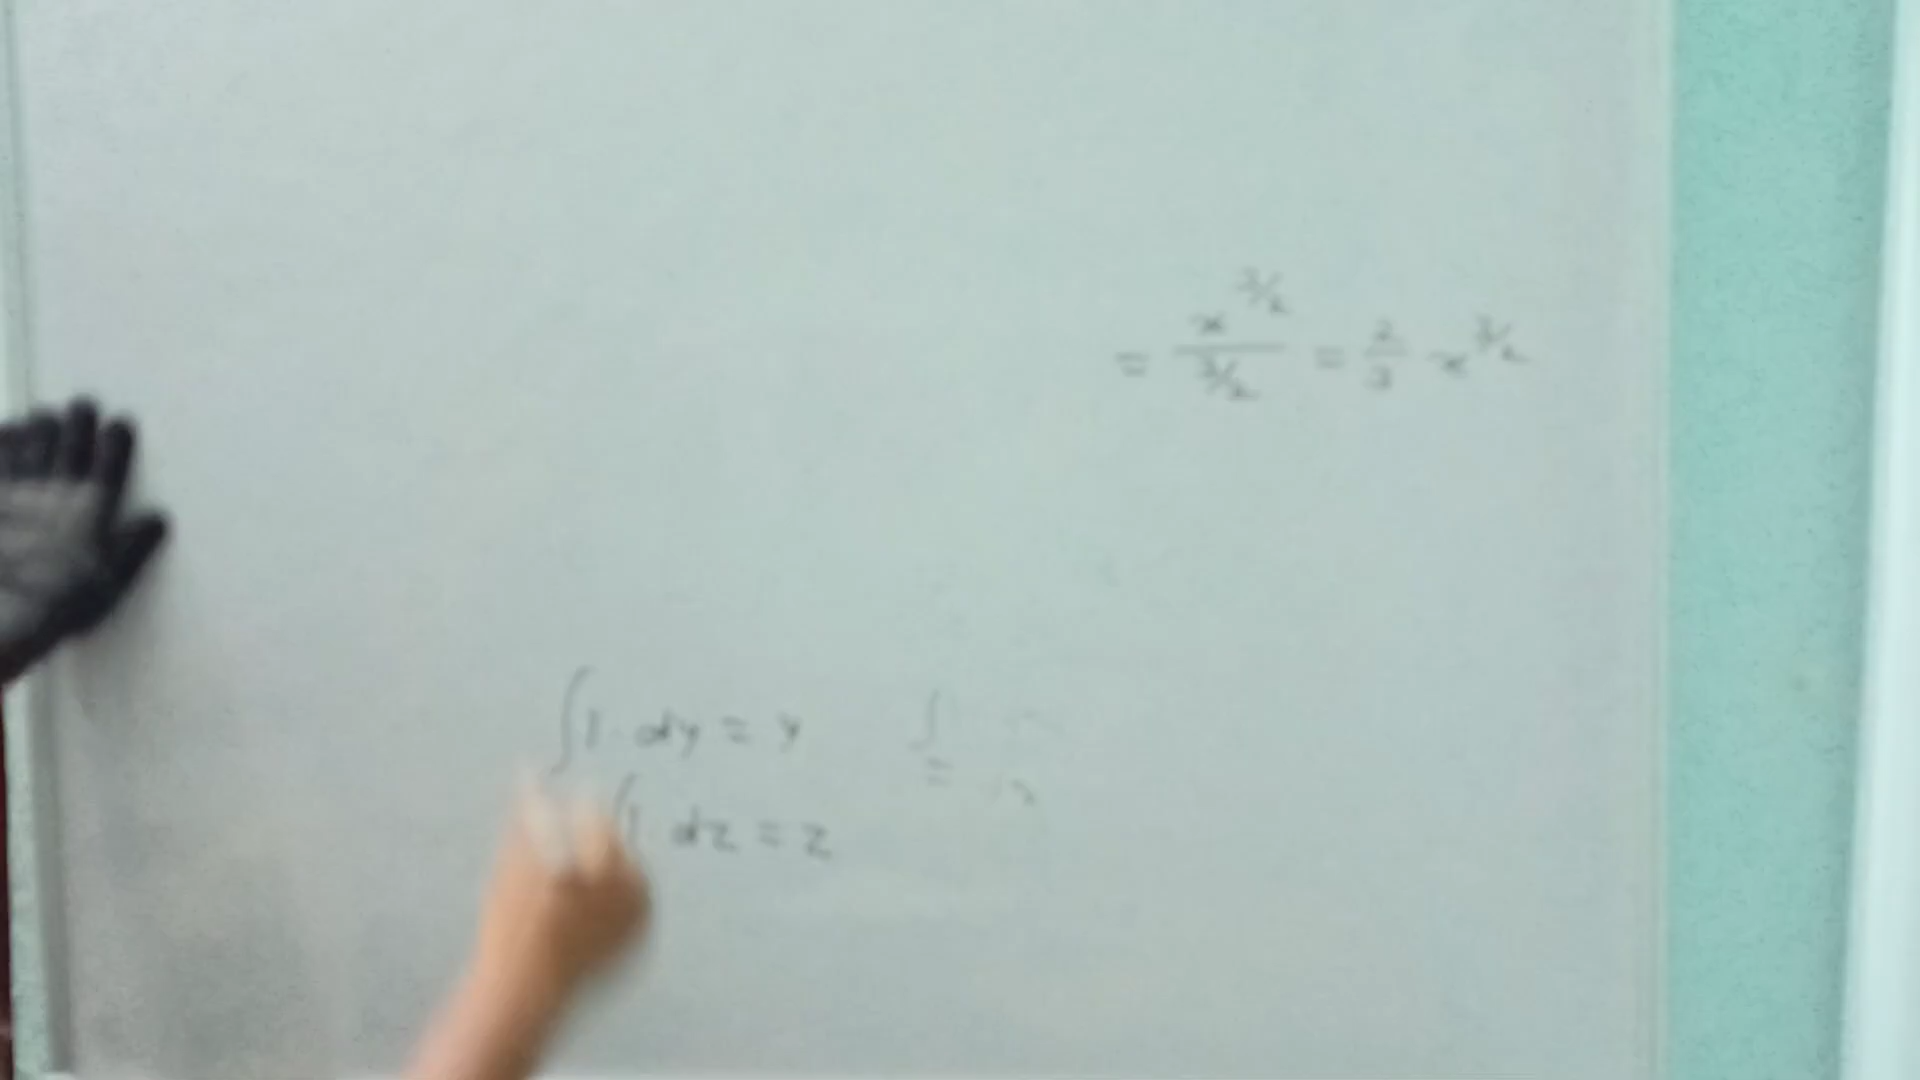 = x^{3/2} / (3/2) = 2/3 x^{3/2}
∫1·dy = y
∫1·dz = z